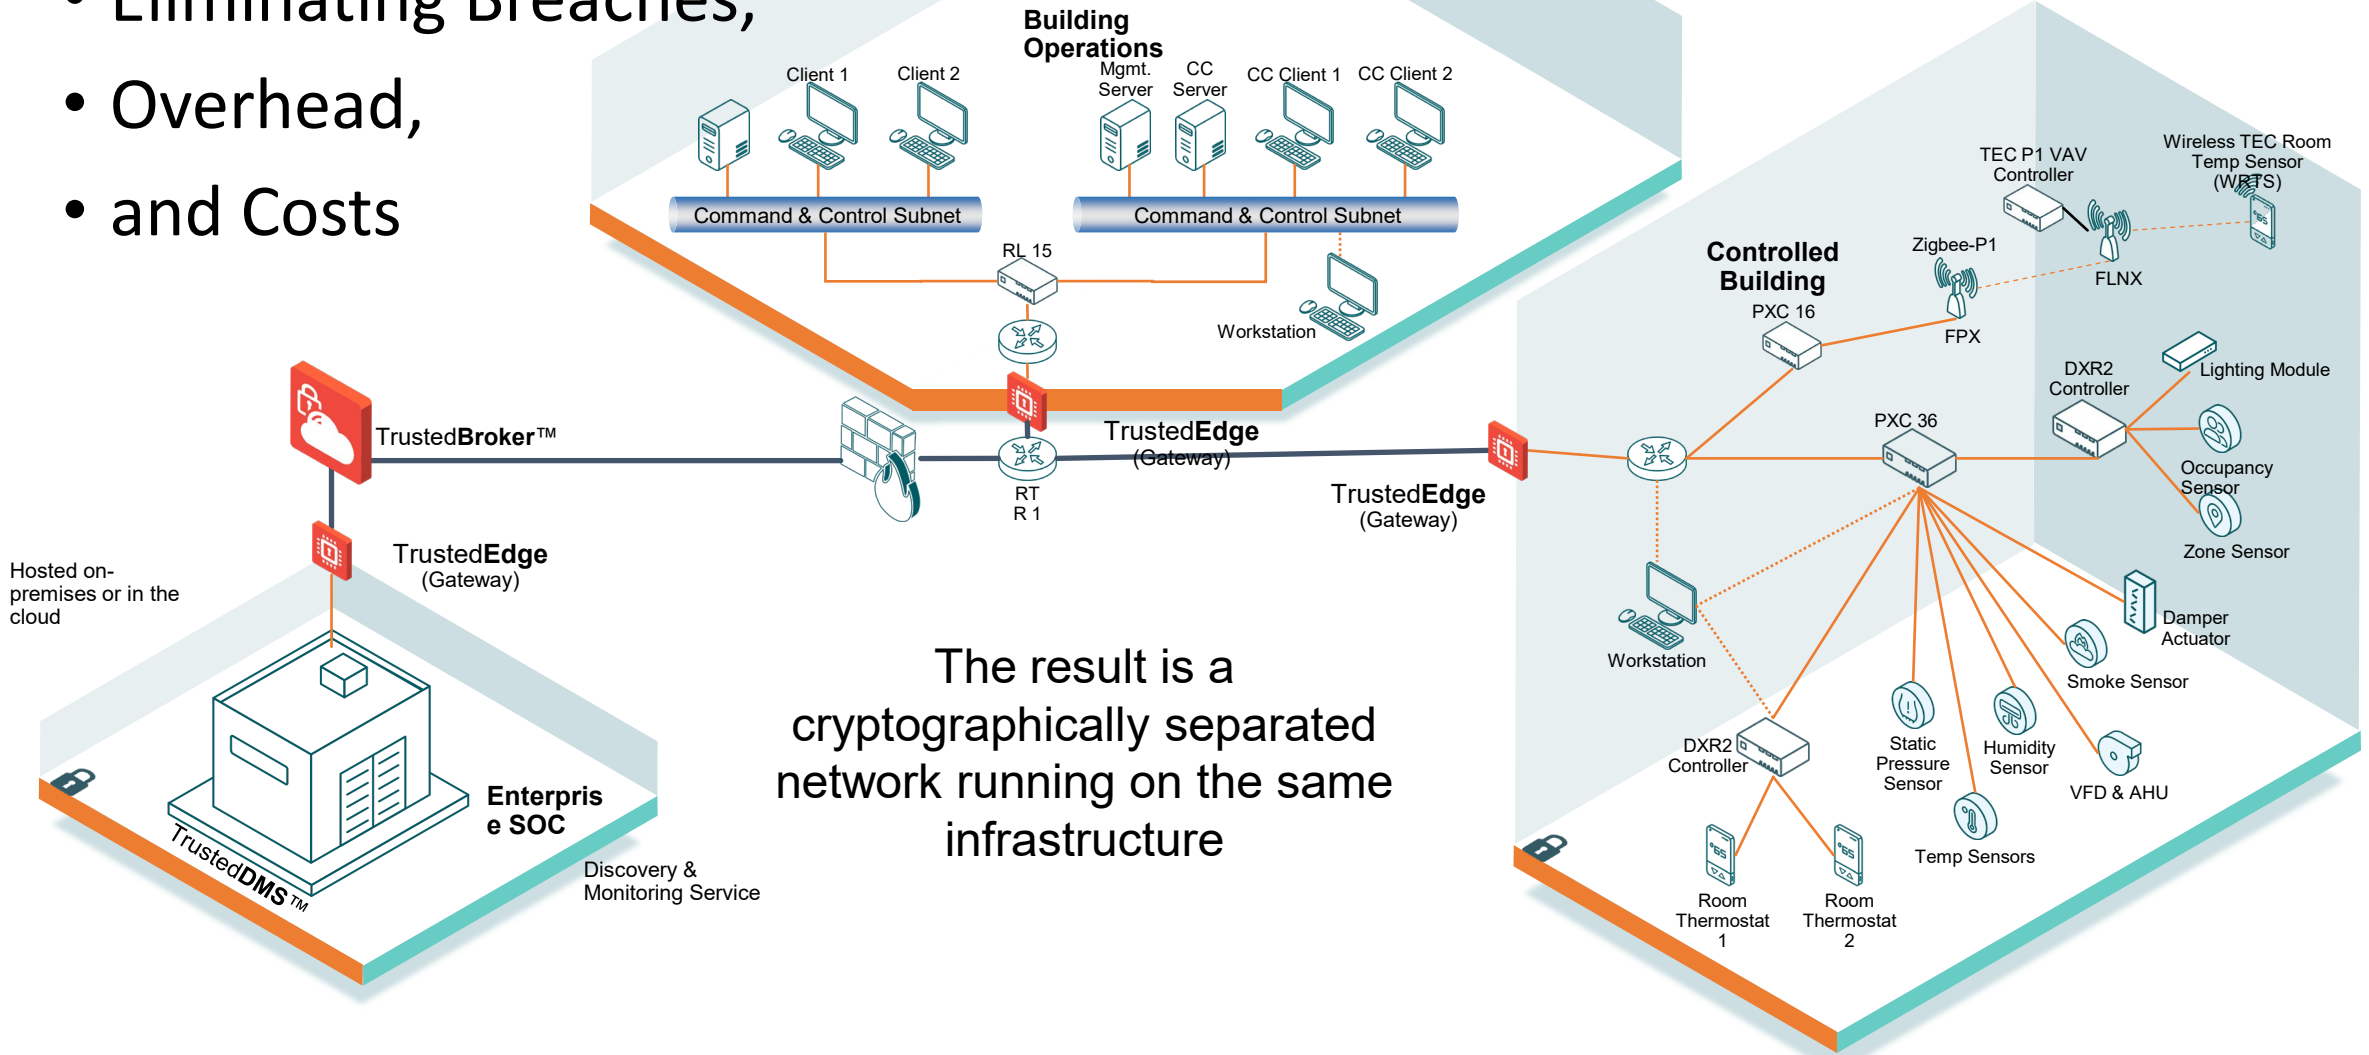 • Eliminating Breaches,
• Overhead,
• and Costs
Building
Operations
Client 1
Client 2
Mgmt.
Server
CC
Server
CC Client 1
CC Client 2
Command & Control Subnet
Command & Control Subnet
RL 15
Workstation
TrustedBroker™
TrustedEdge
(Gateway)
RT
R 1
TrustedEdge
(Gateway)
TrustedEdge
(Gateway)
Hosted on-
premises or in the
cloud
Enterpris
e SOC
TrustedDMS™
Discovery &
Monitoring Service
The result is a
cryptographically separated
network running on the same
infrastructure
Controlled
Building
TEC P1 VAV
Controller
Wireless TEC Room
Temp Sensor
(WRTS)
°65
Zigbee-P1
FLNX
FPX
PXC 16
PXC 36
DXR2
Controller
Lighting Module
Occupancy
Sensor
Zone Sensor
Damper
Actuator
Smoke Sensor
Workstation
DXR2
Controller
Static
Pressure
Sensor
Humidity
Sensor
VFD & AHU
Temp Sensors
°65
°65
Room
Thermostat
1
Room
Thermostat
2